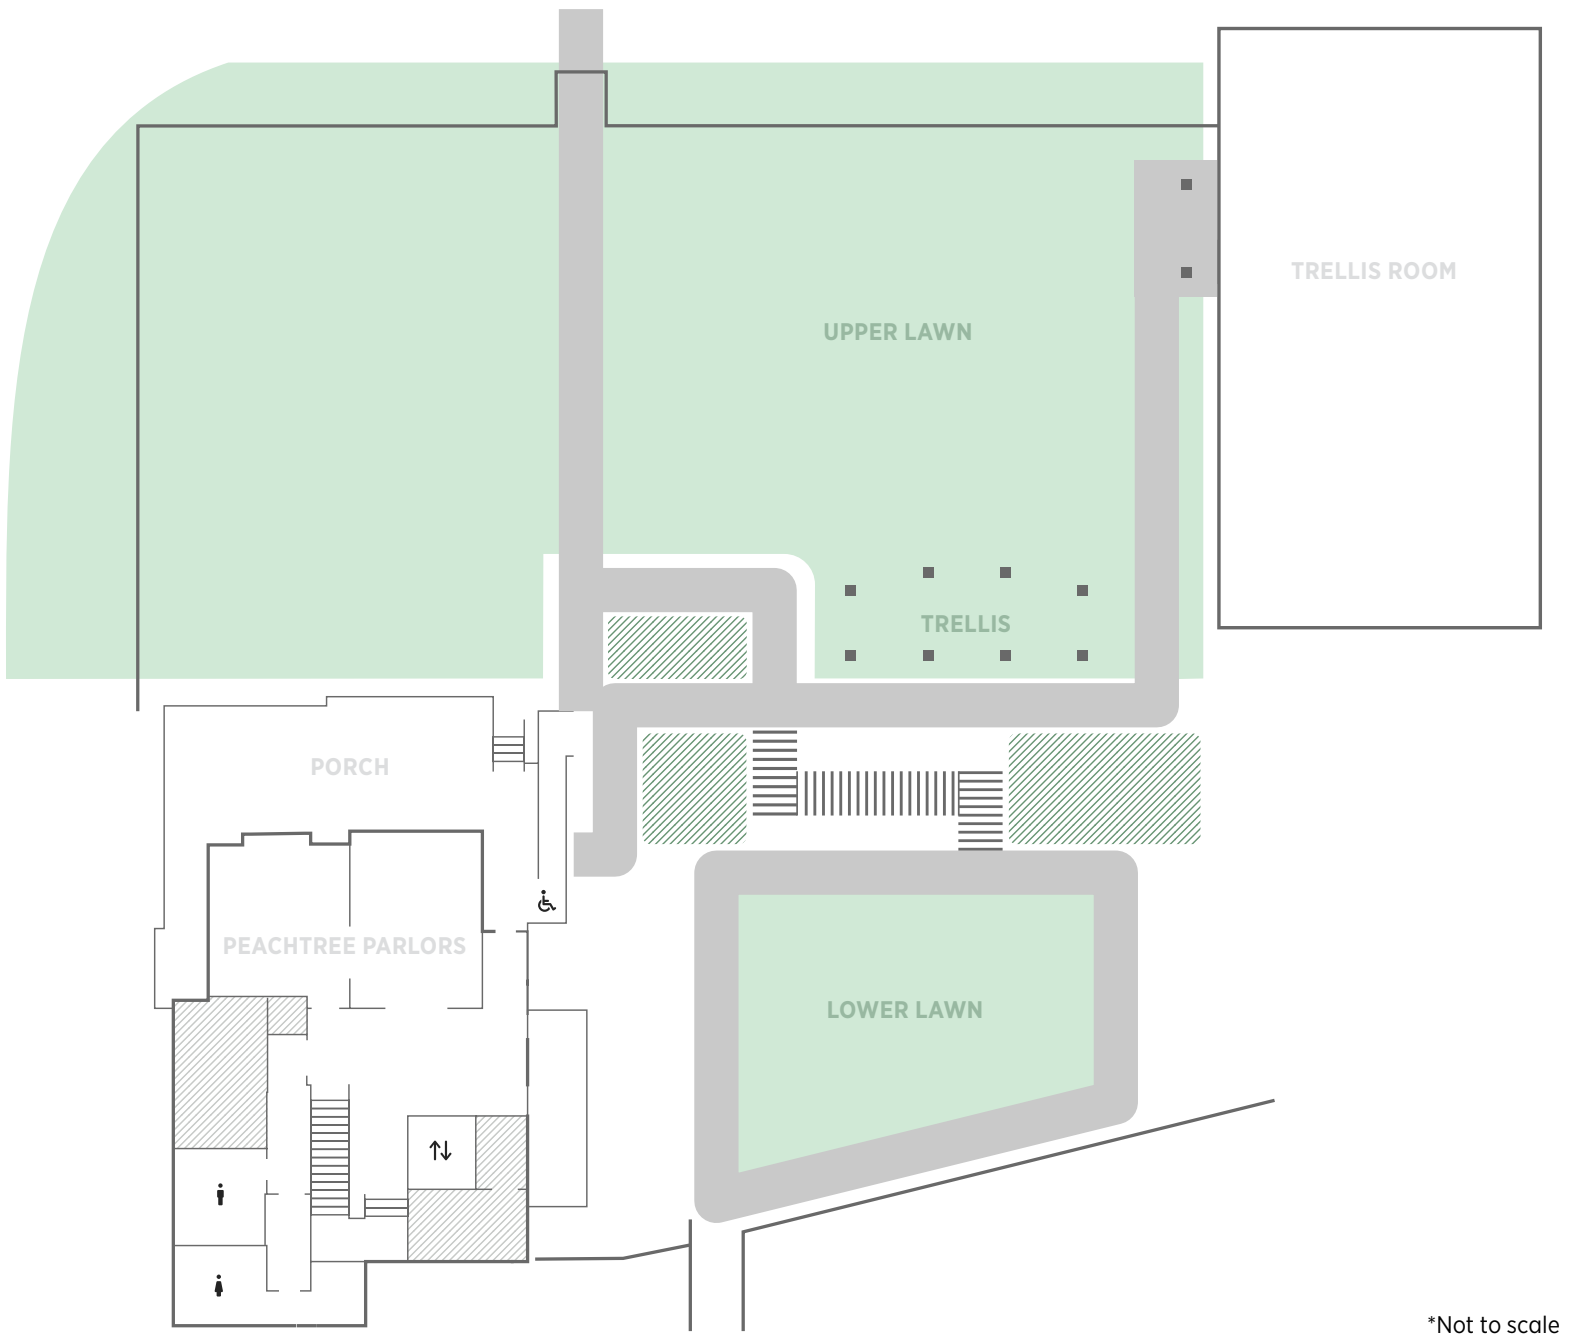 TRELLIS ROOM
UPPER LAWN
TRELLIS
PORCH
PEACHTREE PARLORS
LOWER LAWN
*Not to scale